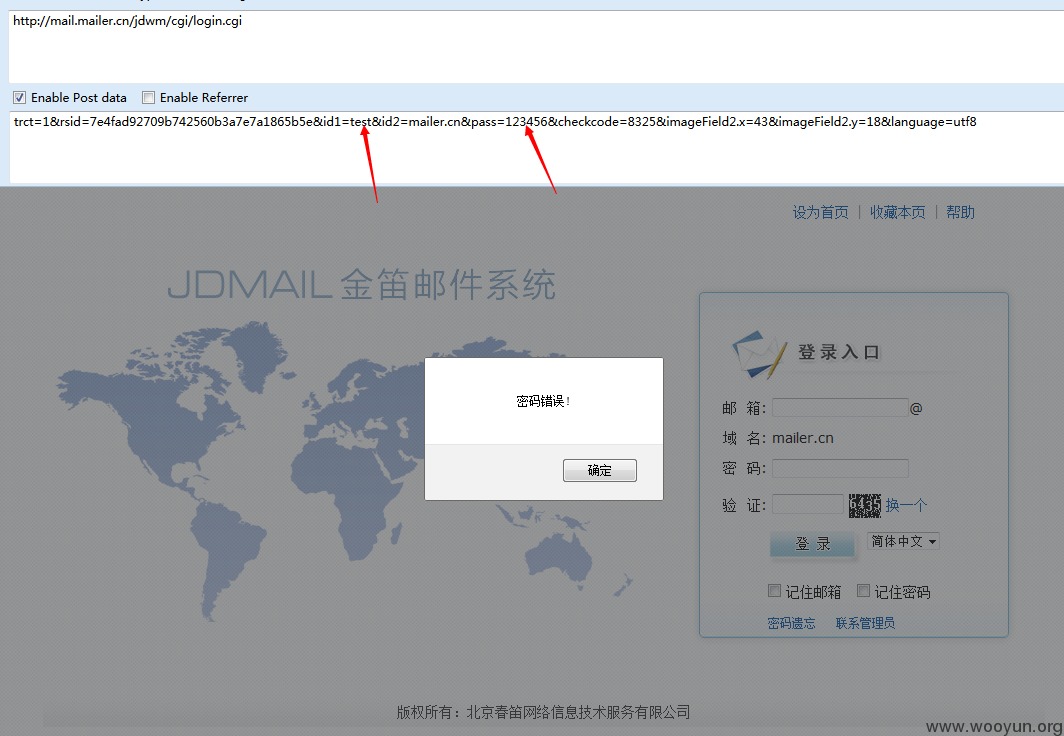 http://mail.mailer.cn/jdwm/cgi/login.cgi
Enable Post data Enable Referrer
trct=1&rsid=7e4fad92709b742560b3a7e7a1865b5e&id1=test&id2=mailer.cn&pass=123456&checkcode=8325&imageField2.x=43&imageField2.y=18&language=utf8
设为首页 | 收藏本页 | 帮助
JDMAIL 金笛邮件系统
登录入口
密码错误!
确定
邮 箱: @
域 名: mailer.cn
密 码:
验 证: 6435 换一个
登 录 简体中文
记住邮箱 记住密码
密码遗忘 联系管理员
版权所有：北京春笛网络信息技术服务有限公司
www.wooyun.org